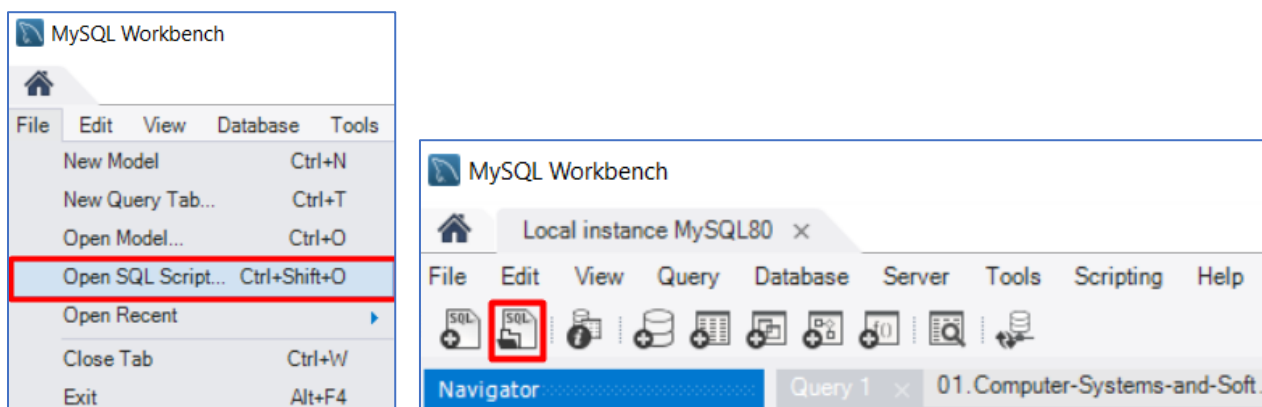 MySQL Workbench
File Edit View Database Tools
New Model Ctrl+N
New Query Tab... Ctrl+T
Open Model... Ctrl+O
Open SQL Script... Ctrl+Shift+O
Open Recent
Close Tab Ctrl+W
Exit Alt+F4
MySQL Workbench
Local instance MySQL80
File Edit View Query Database Server Tools Scripting Help
SQL SQL
Navigator Query 1 01.Computer-Systems-and-Soft.